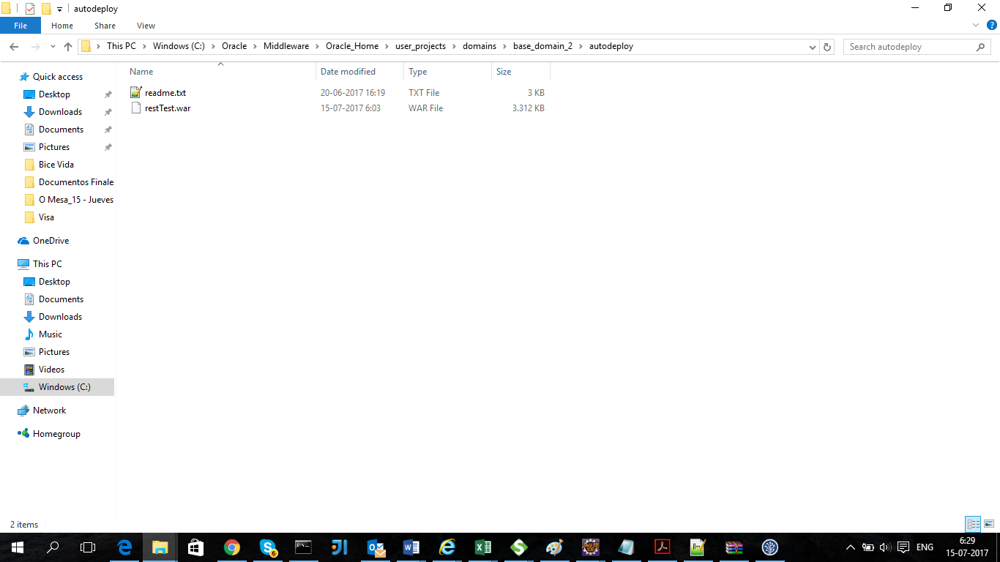 autodeploy
File Home Share View
This PC Windows (C:) Oracle Middleware Oracle_Home user_projects domains base_domain_2 autodeploy
Search autodeploy
Name Date modified Type Size
readme.txt 20-06-2017 16:19 TXT File 3 KB
restTest.war 15-07-2017 6:03 WAR File 3.312 KB
Quick access
Desktop
Downloads
Documents
Pictures
Bice Vida
Documentos Finale
O Mesa_15 - Jueves
Visa
OneDrive
This PC
Desktop
Documents
Downloads
Music
Pictures
Videos
Windows (C:)
Network
Homegroup
2 items
6
ENG
6:29
15-07-2017